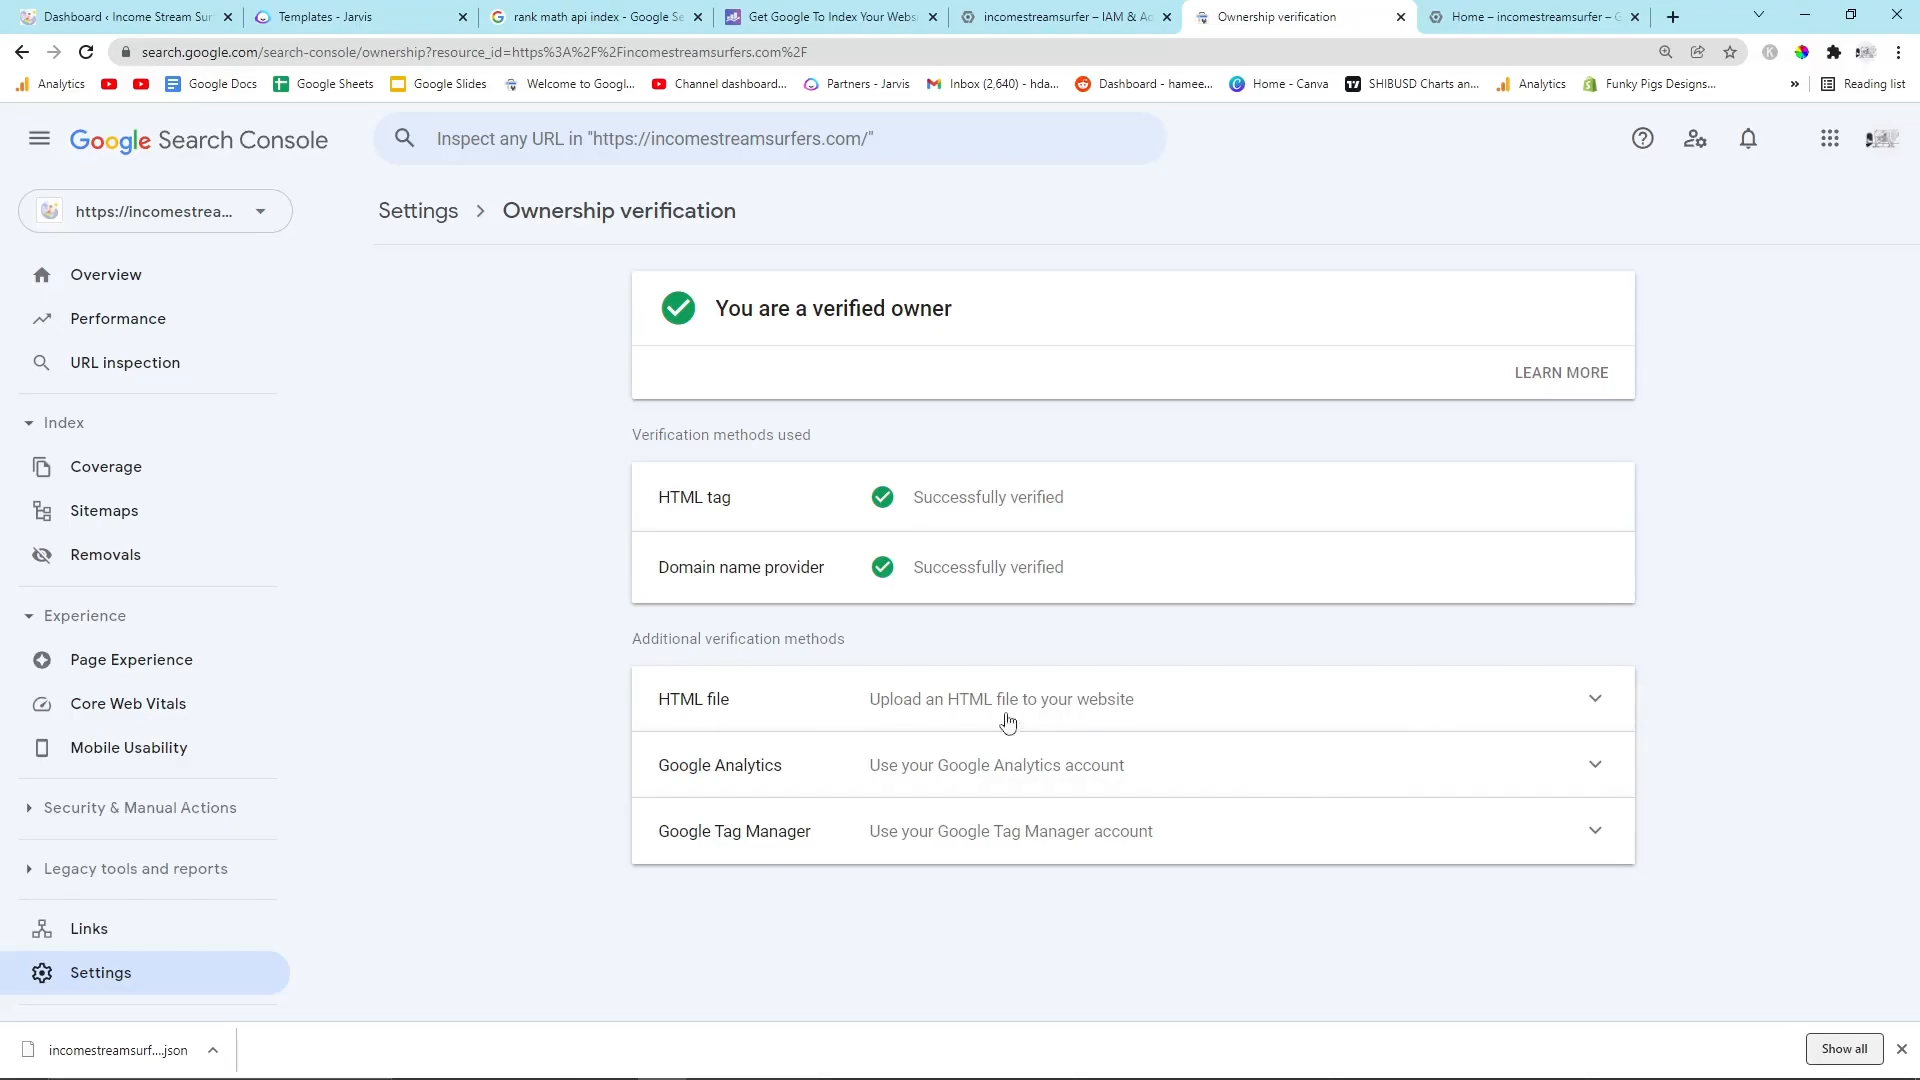 Dashboard ‹ Income Stream Sur
Templates - Jarvis
rank math api index - Google Se
Get Google To Index Your Websi
incomestreamsurfer – IAM & Ad
Ownership verification
Home – incomestreamsurfer – G
search.google.com/search-console/ownership?resource_id=https%3A%2F%2Fincomestreamsurfers.com%2F
Analytics
Google Docs
Google Sheets
Google Slides
Welcome to Googl...
Channel dashboard...
Partners - Jarvis
Inbox (2,640) - hda...
Dashboard - hamee...
Home - Canva
SHIBUSD Charts an...
Analytics
Funky Pigs Designs...
»
Reading list
Google Search Console
Inspect any URL in "https://incomestreamsurfers.com/"
https://incomestrea...
Settings > Ownership verification
Overview
Performance
URL inspection
Index
Coverage
Sitemaps
Removals
Experience
Page Experience
Core Web Vitals
Mobile Usability
Security & Manual Actions
Legacy tools and reports
Links
Settings
You are a verified owner
LEARN MORE
Verification methods used
HTML tag Successfully verified
Domain name provider Successfully verified
Additional verification methods
HTML file Upload an HTML file to your website
Google Analytics Use your Google Analytics account
Google Tag Manager Use your Google Tag Manager account
incomestreamsurf....json
Show all